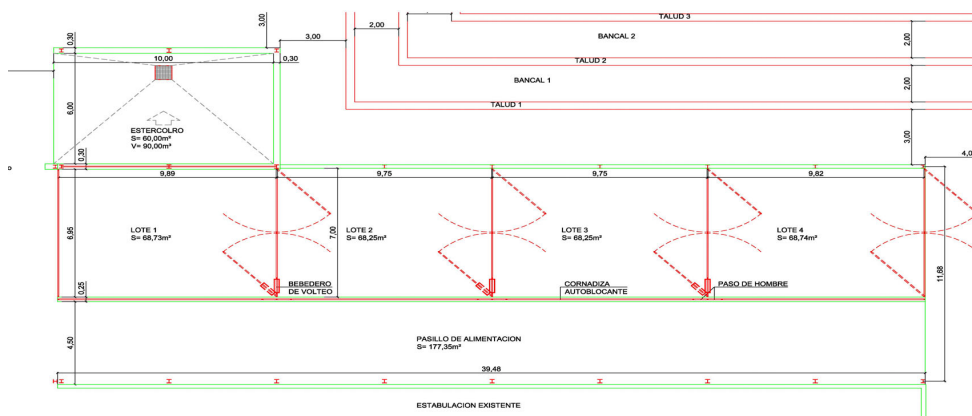 3,00
TALUD 3
2,00
0,30
3,00
BANCAL 2
2,00
10,00
0,30
TALUD 2
BANCAL 1
2,00
TALUD 1
6,00
ESTERCOLRO
S= 60,00m²
V= 90,00m³
3,00
0,30
4,0
9,89
9,75
9,75
9,82
6,95
LOTE 1
S= 68,73m²
LOTE 2
S= 68,25m²
7,00
LOTE 3
S= 68,25m²
LOTE 4
S= 68,74m²
11,68
0,25
BEBEDERO
DE VOLTEO
CORNADIZA
AUTOBLOCANTE
PASO DE HOMBRE
4,50
PASILLO DE ALIMENTACION
S= 177,35m²
39,48
ESTABULACION EXISTENTE